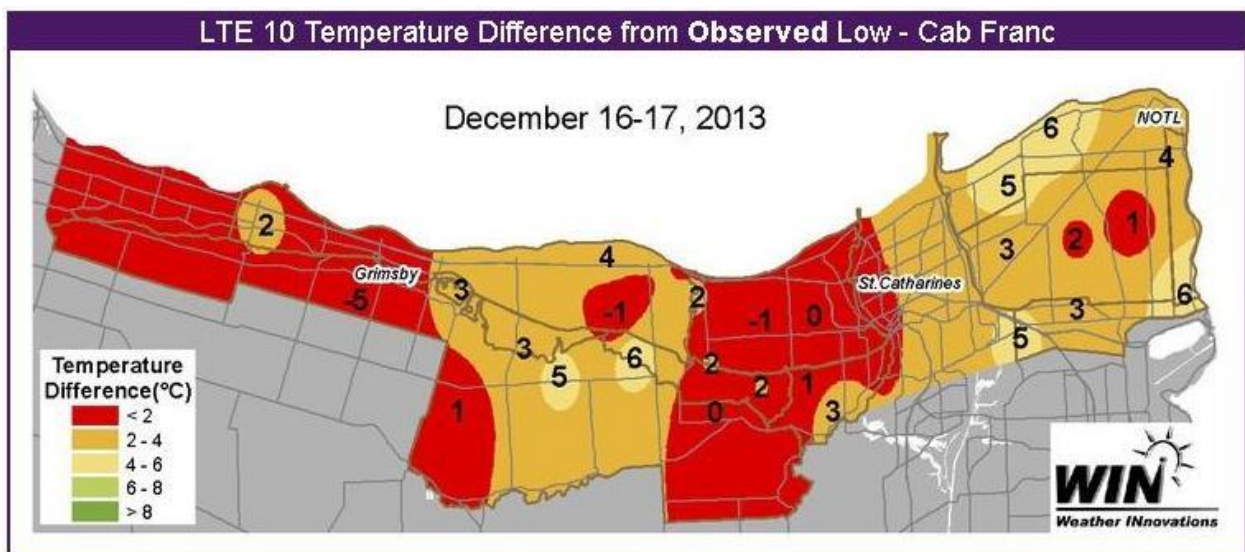 LTE 10 Temperature Difference from Observed Low - Cab Franc
December 16-17, 2013
6
NOTL
4
5
2
1
2
3
Grimsby
4
St.Catharines
3
-5
2
6
-1
-1
0
3
5
3
6
2
5
2
1
1
0
3
Temperature
Difference(°C)
< 2
2 - 4
4 - 6
6 - 8
> 8
WIN
Weather INnovations